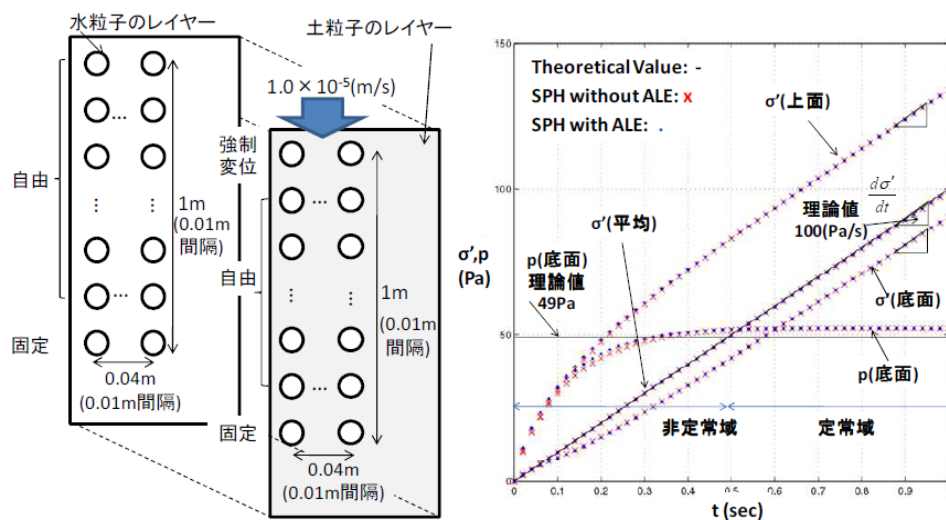 水粒子のレイヤー
土粒子のレイヤー
1.0×10⁻⁵(m/s)
自由
…
⋮
⋮
…
1m
(0.01m
間隔)
固定
0.04m
(0.01m間隔)
強制
変位
…
自由
⋮
⋮
…
1m
(0.01m
間隔)
固定
0.04m
(0.01m間隔)
150
100
50
0
σ',p
(Pa)
Theoretical Value: -
SPH without ALE: x
SPH with ALE: .
σ'(上面)
dσ'
dt
理論値
100(Pa/s)
σ'(平均)
p(底面)
理論値
49Pa
σ'(底面)
p(底面)
非定常域
定常域
0 0.1 0.2 0.3 0.4 0.5 0.6 0.7 0.8 0.9
t (sec)